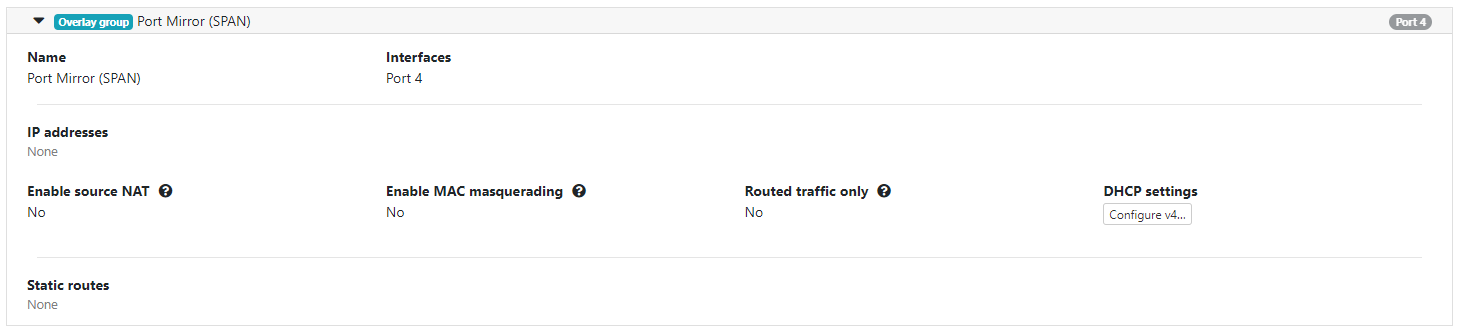 Overlay group Port Mirror (SPAN) Port 4
Name Interfaces
Port Mirror (SPAN) Port 4
IP addresses
None
Enable source NAT Enable MAC masquerading Routed traffic only DHCP settings
No No No Configure v4...
Static routes
None